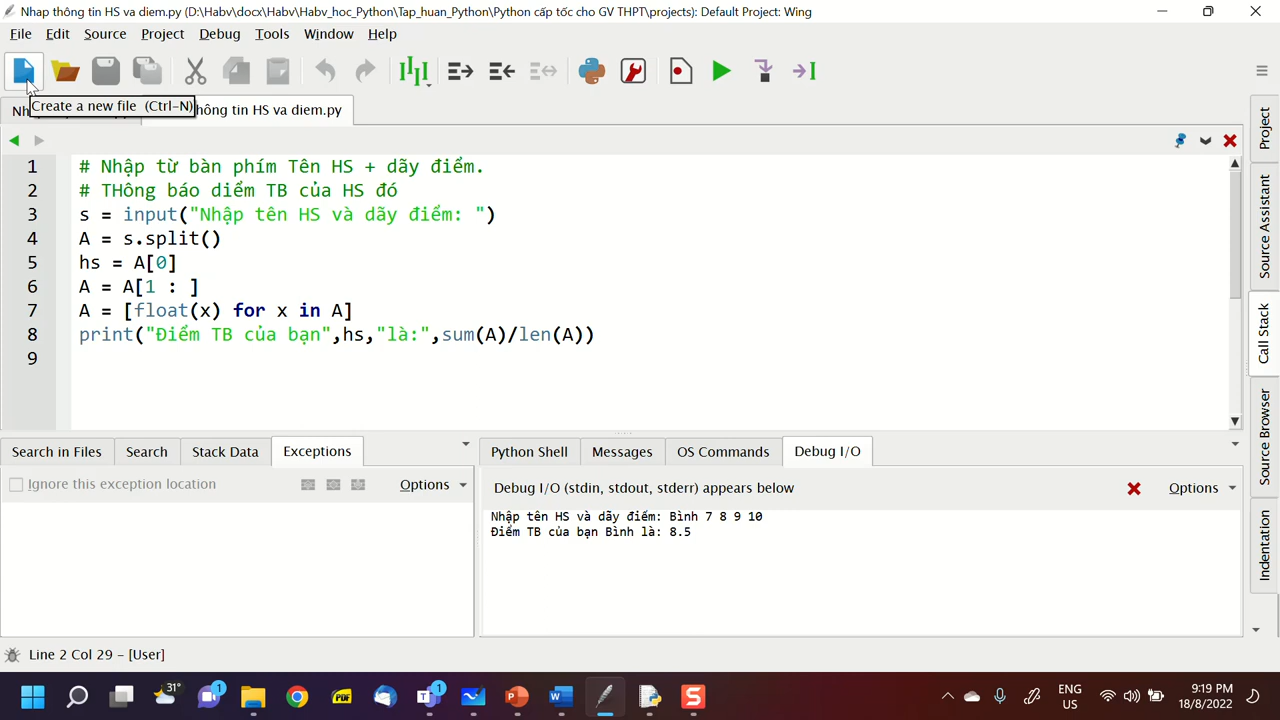 Nhap thông tin HS va diem.py (D:\Habv\docx\Habv\Habv_hoc_Python\Tap_huan_Python\Python cấp tốc cho GV THPT\projects): Default Project: Wing
File Edit Source Project Debug Tools Window Help
Create a new file (Ctrl-N)
hông tin HS va diem.py
1 # Nhập từ bàn phím Tên HS + dãy điểm.
2 # THông báo diểm TB của HS đó
3 s = input("Nhập tên HS và dãy điểm: ")
4 A = s.split()
5 hs = A[0]
6 A = A[1 : ]
7 A = [float(x) for x in A]
8 print("Điểm TB của bạn",hs,"là:",sum(A)/len(A))
9
Project
Source Assistant
Call Stack
Source Browser
Indentation
Search in Files Search Stack Data Exceptions
Ignore this exception location Options
Python Shell Messages OS Commands Debug I/O
Debug I/O (stdin, stdout, stderr) appears below Options
Nhập tên HS và dãy điểm: Bình 7 8 9 10
Điểm TB của bạn Bình là: 8.5
Line 2 Col 29 – [User]
31°
1
PDF
1
ENG
US
9:19 PM
18/8/2022